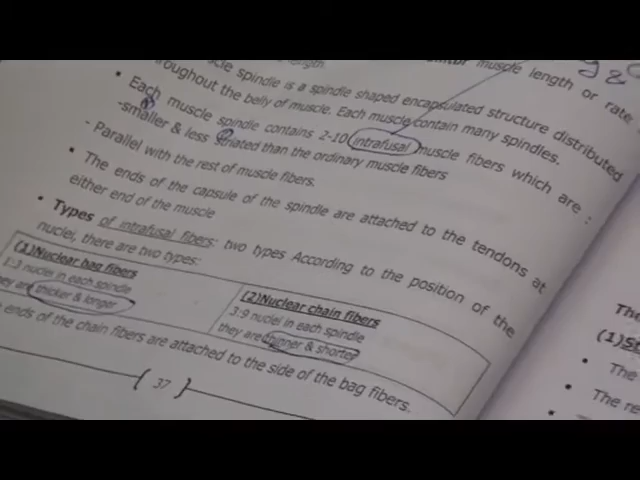 muscle length or rate
length
spindle is a spindle shaped encapsulated structure distributed
throughout the belly of muscle. Each muscle contain many spindles.
• Each muscle spindle contains 2-10 intrafusal muscle fibers which are :
-smaller & less striated than the ordinary muscle fibers
- Parallel with the rest of muscle fibers.
• The ends of the capsule of the spindle are attached to the tendons at
either end of the muscle
• Types of intrafusal fibers: two types According to the position of the
nuclei, there are two types:
(1)Nuclear bag fibers
1:3 nuclei in each spindle
they are thicker & longer
(2)Nuclear chain fibers
3:9 nuclei in each spindle
they are thinner & shorter
ends of the chain fibers are attached to the side of the bag fibers.
37
(1)
• The
• The